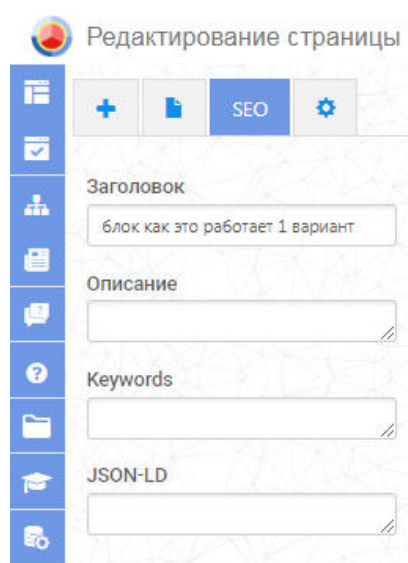 Редактирование страницы
SEO
Заголовок
блок как это работает 1 вариант
Описание
Keywords
JSON-LD